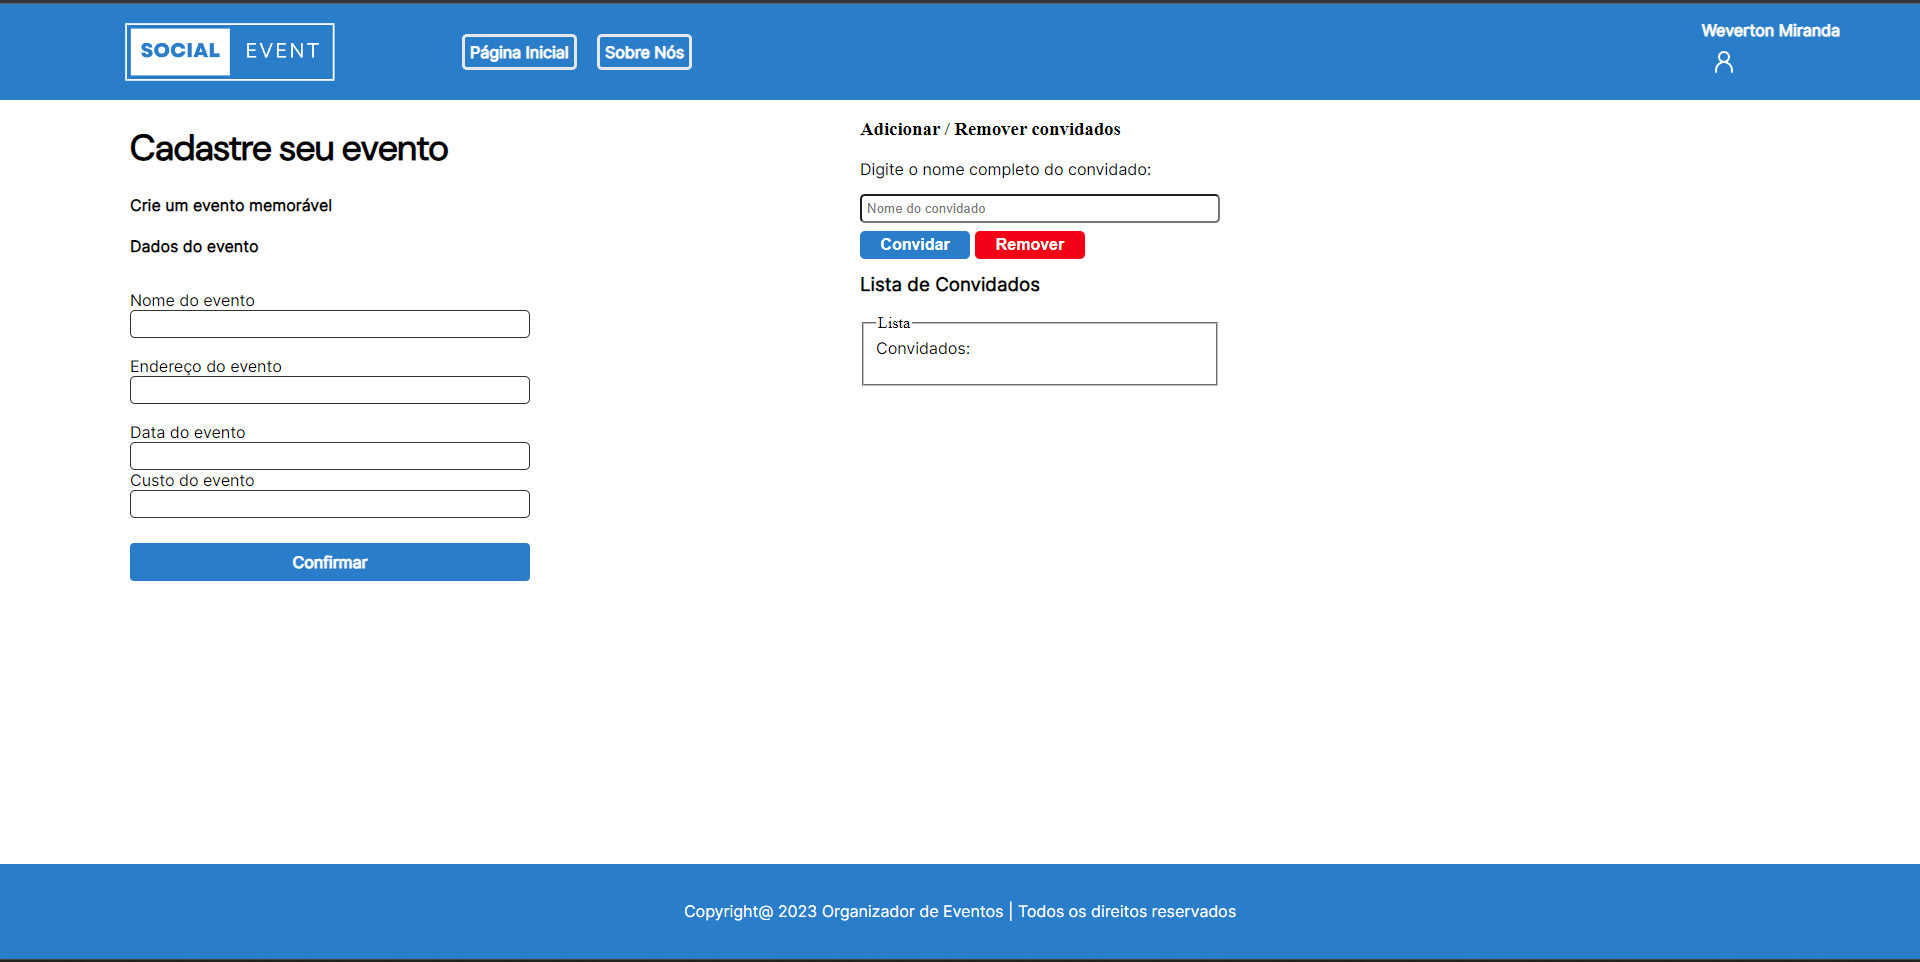 SOCIAL EVENT
Página Inicial
Sobre Nós
Weverton Miranda
Cadastre seu evento
Crie um evento memorável
Dados do evento
Nome do evento
Endereço do evento
Data do evento
Custo do evento
Confirmar
Adicionar / Remover convidados
Digite o nome completo do convidado:
Nome do convidado
Convidar Remover
Lista de Convidados
Lista
Convidados:
Copyright@ 2023 Organizador de Eventos | Todos os direitos reservados